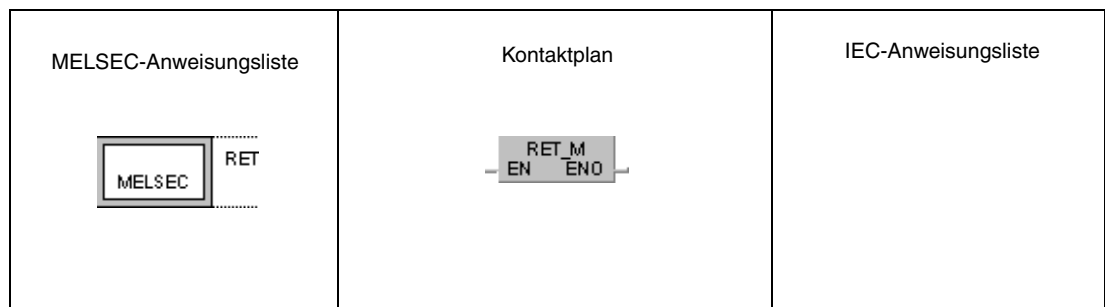 MELSEC-Anweisungsliste
MELSEC
RET
Kontaktplan
RET_M
EN ENO
IEC-Anweisungsliste